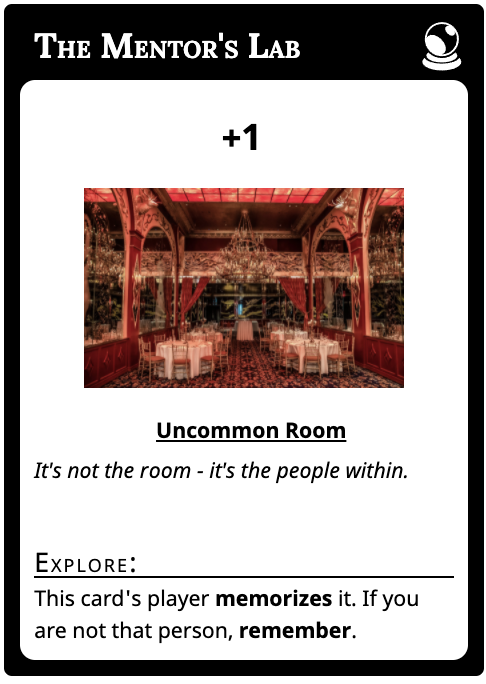 The Mentor's Lab
+1
Uncommon Room
It's not the room - it's the people within.
Explore:
This card's player memorizes it. If you
are not that person, remember.